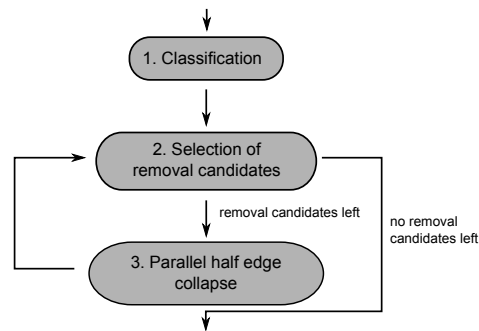 1. Classification
2. Selection of
removal candidates
removal candidates left
no removal
candidates left
3. Parallel half edge
collapse